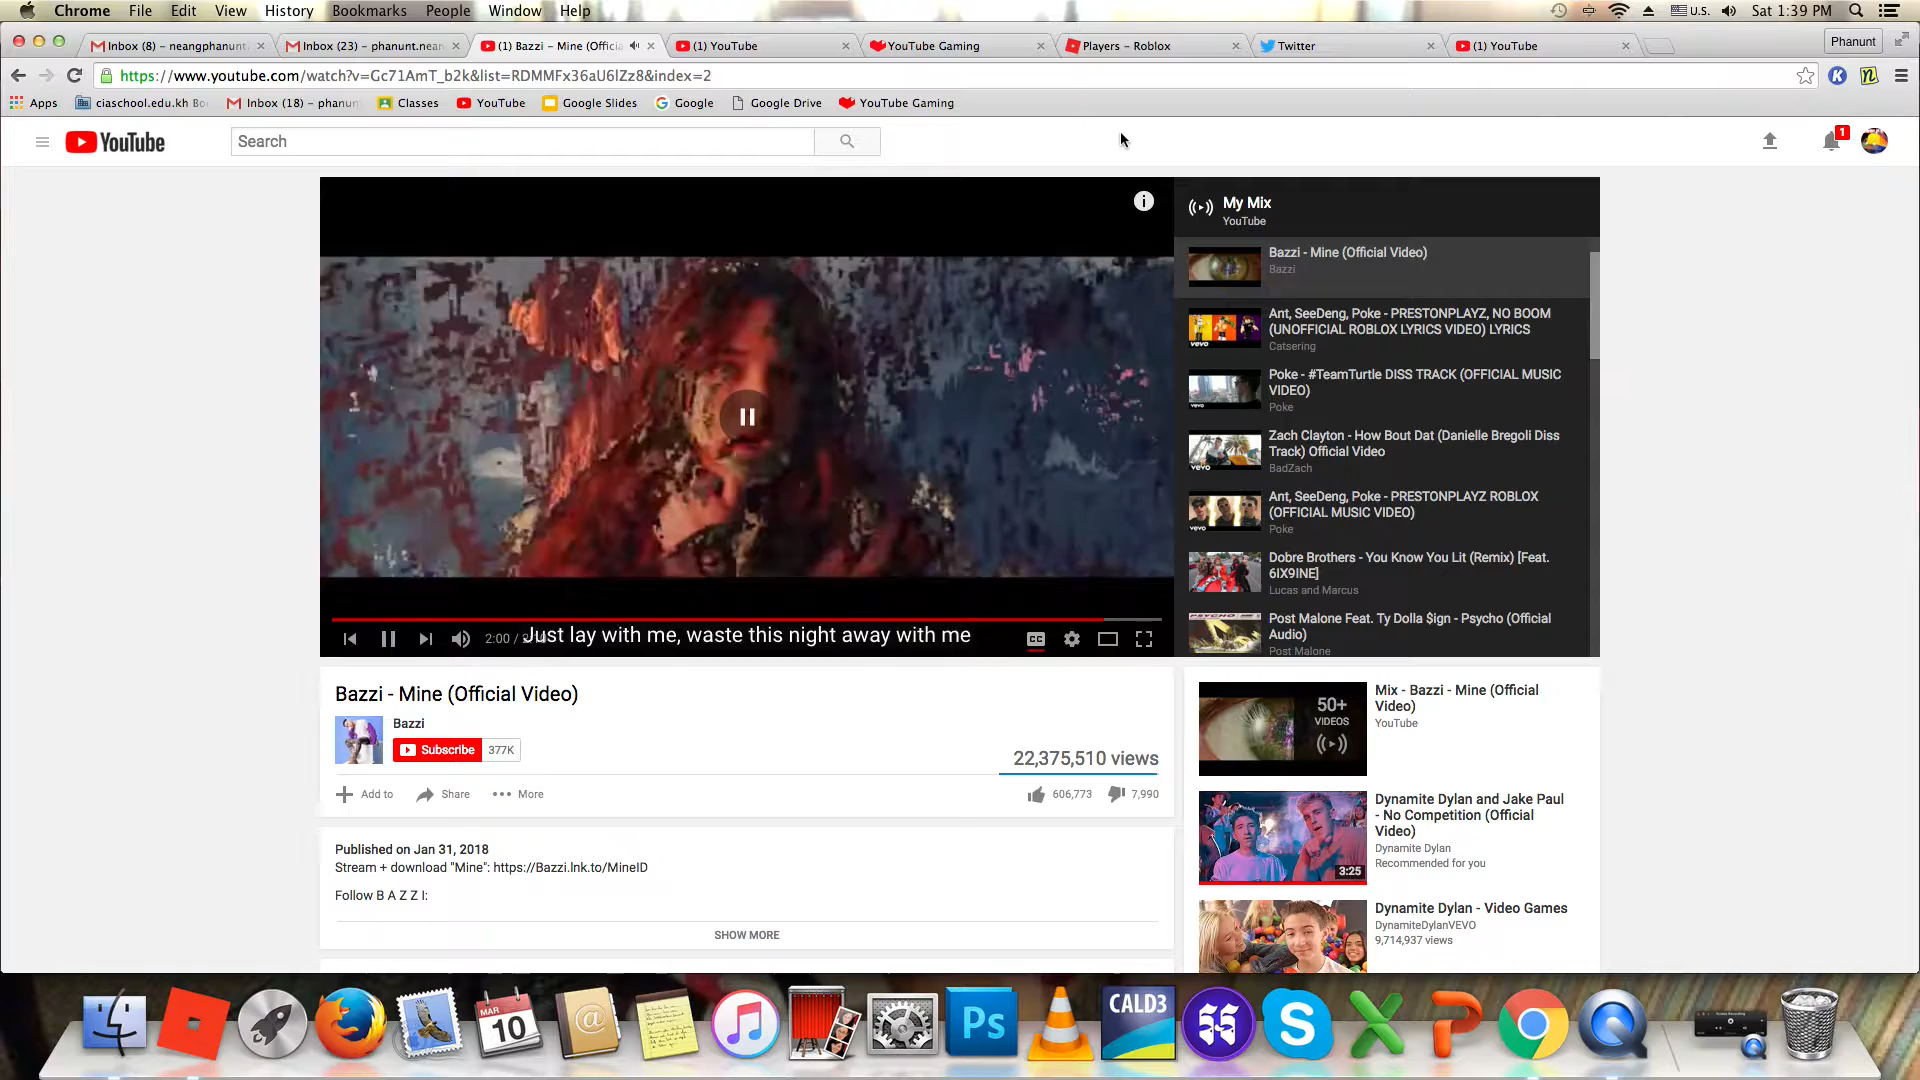 Chrome File Edit View History Bookmarks People Window Help U.S. Sat 1:39 PM
Inbox (8) – neangphanunt Inbox (23) – phanunt.nean (1) Bazzi – Mine (Officia (1) YouTube YouTube Gaming Players – Roblox Twitter (1) YouTube Phanunt
https://www.youtube.com/watch?v=Gc71AmT_b2k&list=RDMMFx36aU6lZz8&index=2
Apps ciaschool.edu.kh Bo Inbox (18) – phanun Classes YouTube Google Slides Google Google Drive YouTube Gaming
YouTube
Search
1
My Mix
YouTube
Bazzi - Mine (Official Video)
Bazzi
Ant, SeeDeng, Poke - PRESTONPLAYZ, NO BOOM
(UNOFFICIAL ROBLOX LYRICS VIDEO) LYRICS
Catsering
Poke - #TeamTurtle DISS TRACK (OFFICIAL MUSIC
VIDEO)
Poke
Zach Clayton - How Bout Dat (Danielle Bregoli Diss
Track) Official Video
BadZach
Ant, SeeDeng, Poke - PRESTONPLAYZ ROBLOX
(OFFICIAL MUSIC VIDEO)
Poke
Dobre Brothers - You Know You Lit (Remix) [Feat.
6IX9INE]
Lucas and Marcus
Post Malone Feat. Ty Dolla $ign - Psycho (Official
Audio)
Post Malone
2:00 /
Just lay with me, waste this night away with me
CC
Bazzi - Mine (Official Video)
Bazzi
Subscribe 377K
22,375,510 views
Add to Share More
606,773 7,990
Published on Jan 31, 2018
Stream + download "Mine": https://Bazzi.lnk.to/MineID
Follow B A Z Z I:
SHOW MORE
50+
VIDEOS
Mix - Bazzi - Mine (Official
Video)
YouTube
Dynamite Dylan and Jake Paul
- No Competition (Official
Video)
Dynamite Dylan
Recommended for you
3:25
Dynamite Dylan - Video Games
DynamiteDylanVEVO
9,714,937 views
MAR
10
Ps
CALD3